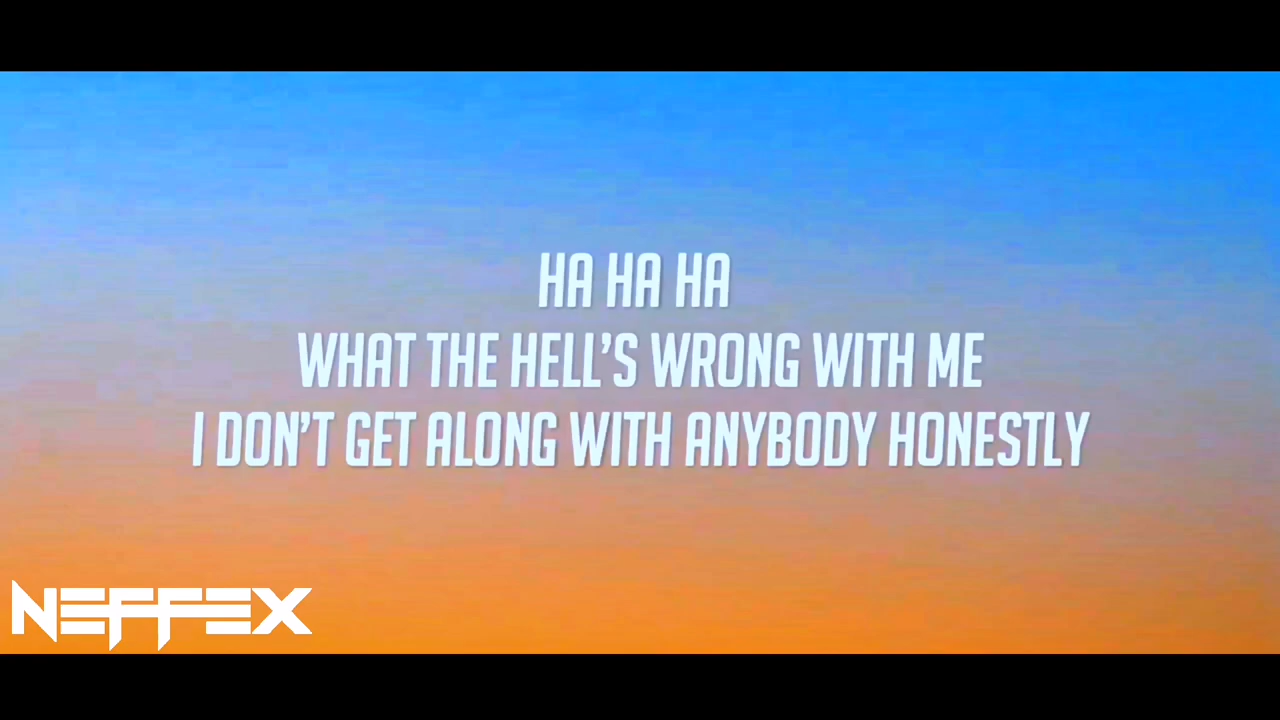 HA HA HA
WHAT THE HELL’S WRONG WITH ME
I DON’T GET ALONG WITH ANYBODY HONESTLY
NEFFEX